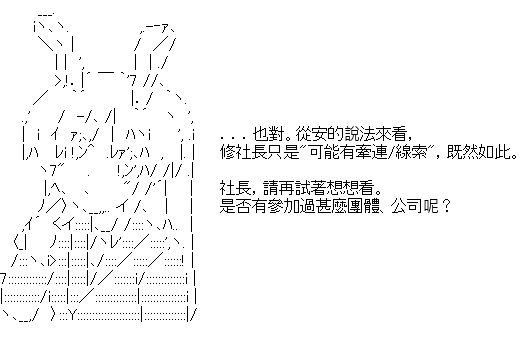 ...也對。從安的說法來看，
修社長只是"可能有牽連/線索"，既然如此。
社長，請再試著想想看。
是否有參加過甚麼團體、公司呢？